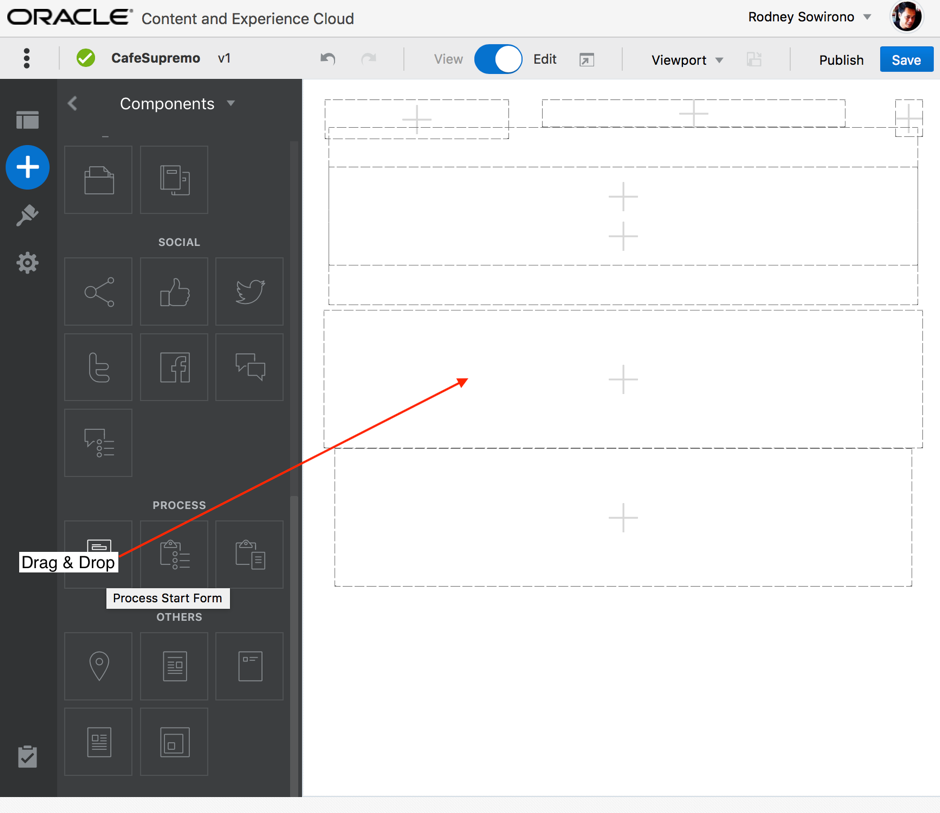 ORACLE® Content and Experience Cloud
Rodney Sowirono
CafeSupremo v1
View Edit
Viewport
Publish
Save
Components
SOCIAL
PROCESS
Drag & Drop
Process Start Form
OTHERS